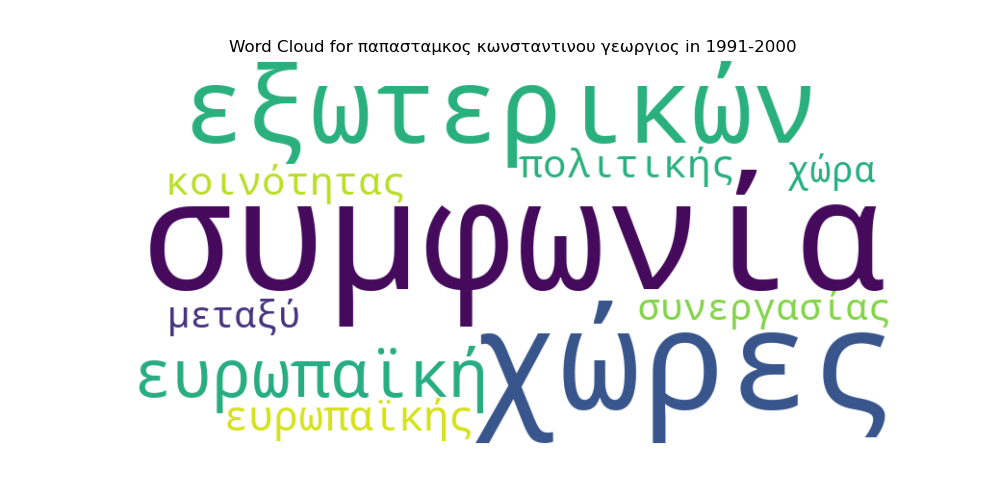 Word Cloud for παπασταμκος κωνσταντινου γεωργιος in 1991-2000
εξωτερικών
πολιτικής χώρα
κοινότητας
συμφωνία
μεταξύ συνεργασίας
ευρωπαϊκή χώρες
ευρωπαϊκής